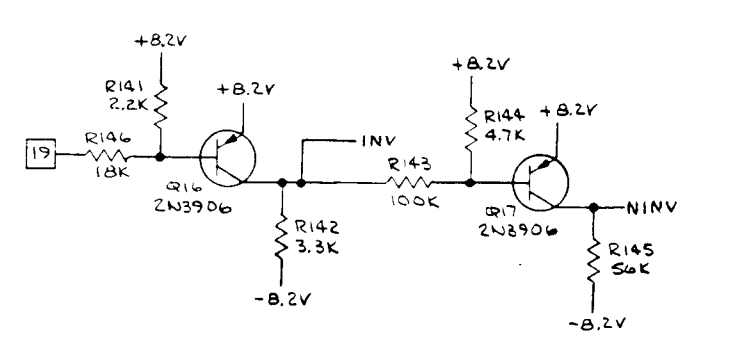 +8.2V
R141
2.2K
+8.2V
19
R146
18K
Q16
2N3906
INV
R142
3.3K
-8.2V
R143
100K
+8.2V
R144
4.7K
+8.2V
Q17
2N3906
NINV
R145
56K
-8.2V